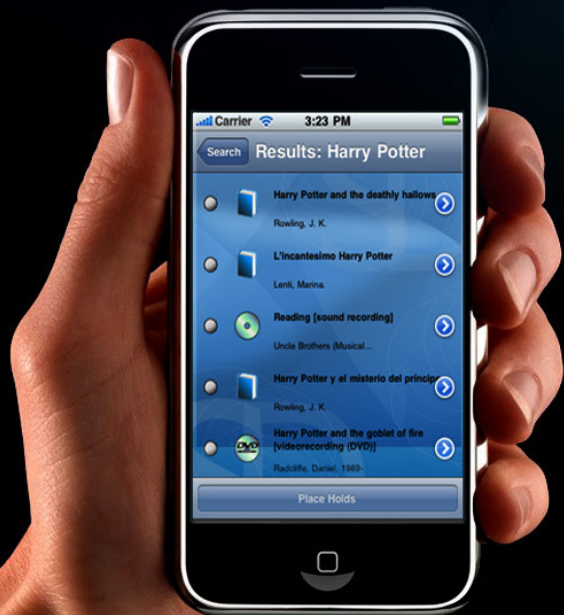 Carrier 3:23 PM
Search Results: Harry Potter
Harry Potter and the deathly hallows
Rowling, J. K.
L'incantesimo Harry Potter
Lenti, Marina.
Reading [sound recording]
Uncle Brothers (Musical...
Harry Potter y el misterio del príncipe
Rowling, J. K.
DVD
Harry Potter and the goblet of fire
[videorecording (DVD)]
Radcliffe, Daniel, 1989-
Place Holds